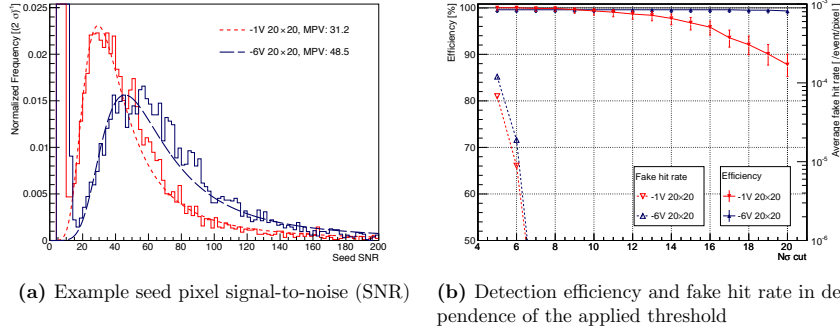 Normalized Frequency [(ζ σ)⁻¹]
0.025
0.02
0.015
0.01
0.005
0
-1V 20×20, MPV: 31.2
-6V 20×20, MPV: 48.5
0 20 40 60 80 100 120 140 160 180 200
Seed SNR
(a) Example seed pixel signal-to-noise (SNR)
Efficiency [%]
100
90
80
70
60
50
Fake hit rate
-1V 20×20
-6V 20×20
Efficiency
-1V 20×20
-6V 20×20
4 6 8 10 12 14 16 18 20
Nσ cut
10⁻³
10⁻⁴
10⁻⁵
10⁻⁶
Average fake hit rate [ /event/pixel]
(b) Detection efficiency and fake hit rate in de
pendence of the applied threshold